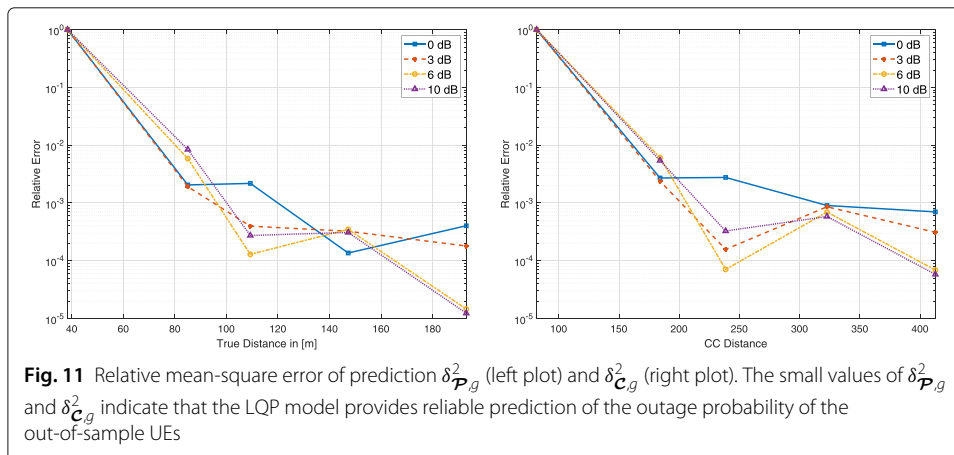 10^0
10^-1
10^-2
10^-3
10^-4
10^-5
Relative Error
40 60 80 100 120 140 160 180
True Distance in [m]
0 dB
3 dB
6 dB
10 dB
10^0
10^-1
10^-2
10^-3
10^-4
10^-5
Relative Error
100 150 200 250 300 350 400
CC Distance
0 dB
3 dB
6 dB
10 dB
Fig. 11 Relative mean-square error of prediction δ²_𝓟,g (left plot) and δ²_𝓒,g (right plot). The small values of δ²_𝓟,g
and δ²_𝓒,g indicate that the LQP model provides reliable prediction of the outage probability of the
out-of-sample UEs